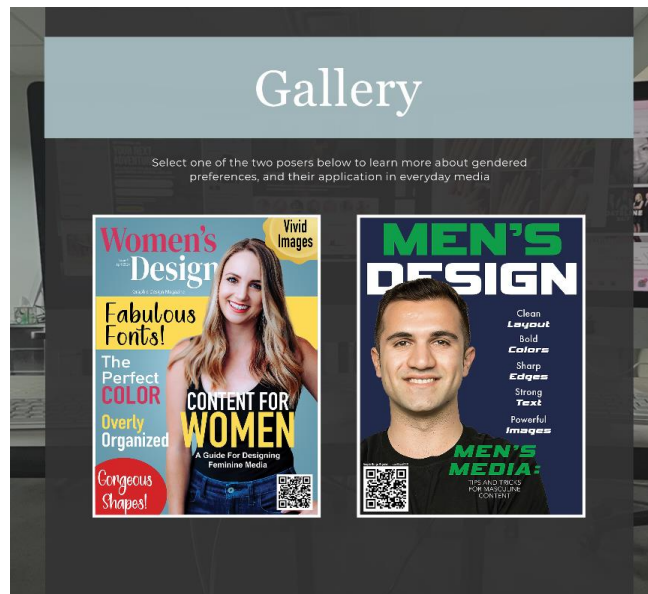 Gallery
Select one of the two posers below to learn more about gendered
preferences, and their application in everyday media
Women's
Design
Vivid
Images
Fabulous
Fonts!
The
Perfect
COLOR
Overly
Organized
Gorgeous
Shapes!
CONTENT FOR
WOMEN
A Guide For Designing
Feminine Media
MEN'S
DESIGN
Clean
Layout
Bold
Colors
Sharp
Edges
Strong
Text
Powerful
Images
MEN'S
MEDIA:
TIPS AND TRICKS
FOR MASCULINE
CONTENT